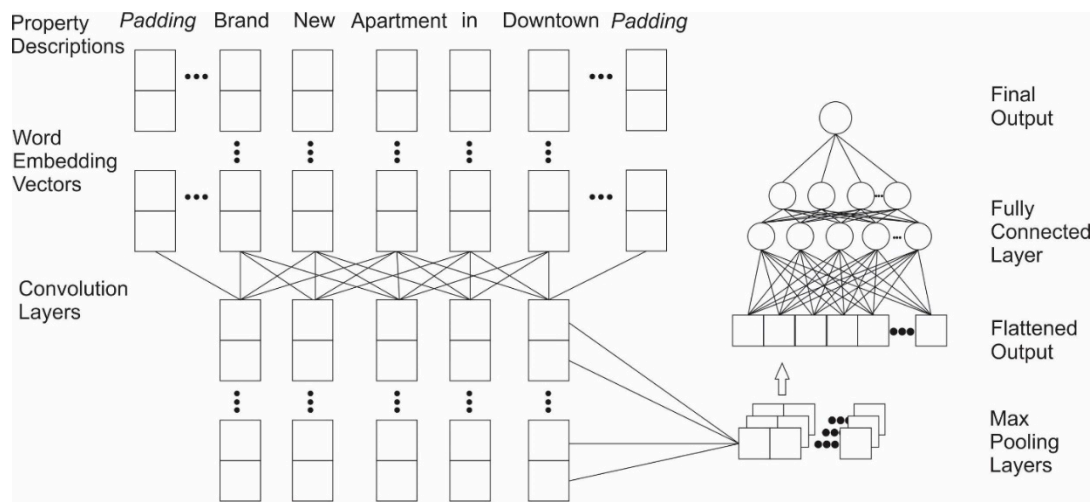 Property Descriptions
Padding Brand New Apartment in Downtown Padding
Word Embedding Vectors
Convolution Layers
Final Output
Fully Connected Layer
Flattened Output
Max Pooling Layers